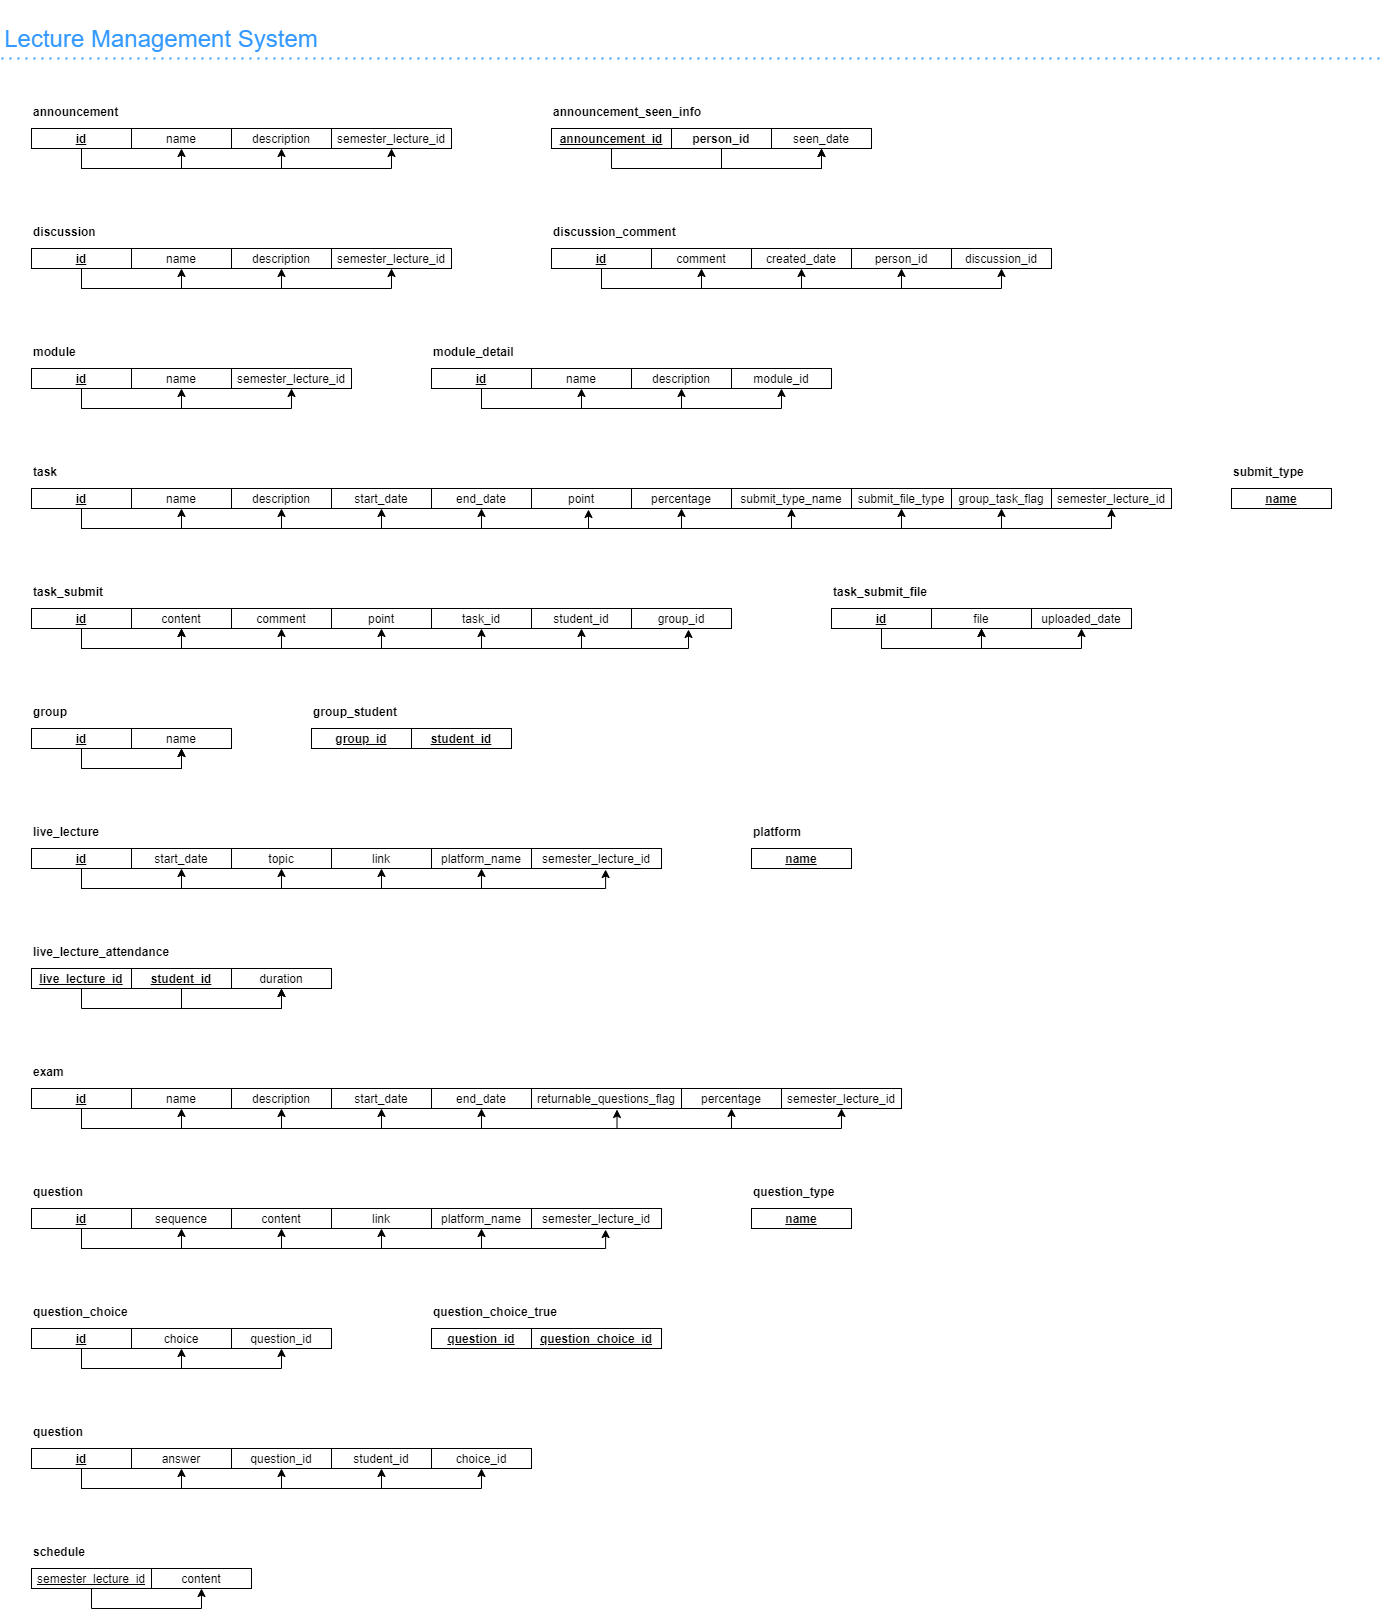 Lecture Management System
announcement announcement_seen_info
id name description semester_lecture_id announcement_id person_id seen_date
discussion discussion_comment
id name description semester_lecture_id id comment created_date person_id discussion_id
module module_detail
id name semester_lecture_id id name description module_id
task submit_type
id name description start_date end_date point percentage submit_type_name submit_file_type group_task_flag semester_lecture_id name
task_submit task_submit_file
id content comment point task_id student_id group_id id file uploaded_date
group group_student
id name group_id student_id
live_lecture platform
id start_date topic link platform_name semester_lecture_id name
live_lecture_attendance
live_lecture_id student_id duration
exam
id name description start_date end_date returnable_questions_flag percentage semester_lecture_id
question question_type
id sequence content link platform_name semester_lecture_id name
question_choice question_choice_true
id choice question_id question_id question_choice_id
question
id answer question_id student_id choice_id
schedule
semester_lecture_id content